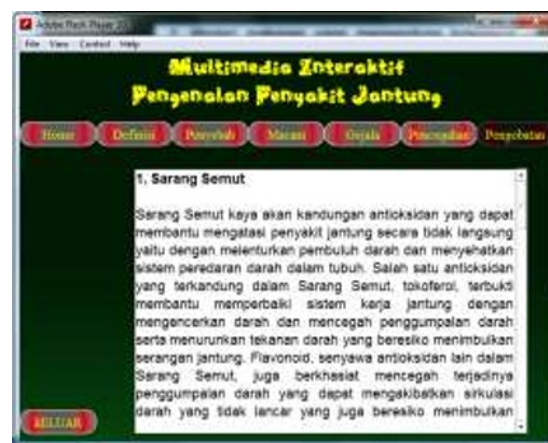 Adobe Flash Player 10
File View Control Help
Multimedia Interaktif
Pengenalan Penyakit Jantung
Home Definisi Penyebab Macam Gejala Pencegahan Pengobatan
1. Sarang Semut
Sarang Semut kaya akan kandungan antioksidan yang dapat
membantu mengatasi penyakit jantung secara tidak langsung
yaitu dengan melenturkan pembuluh darah dan menyehatkan
sistem peredaran darah dalam tubuh. Salah satu antioksidan
yang terkandung dalam Sarang Semut, tokoferol, terbukti
membantu memperbaiki sistem kerja jantung dengan
mengencerkan darah dan mencegah penggumpalan darah
serta menurunkan tekanan darah yang beresiko menimbulkan
serangan jantung. Flavonoid, senyawa antioksidan lain dalam
Sarang Semut, juga berkhasiat mencegah terjadinya
penggumpalan darah yang dapat mengakibatkan sirkulasi
darah yang tidak lancar yang juga beresiko menimbulkan
KELUAR